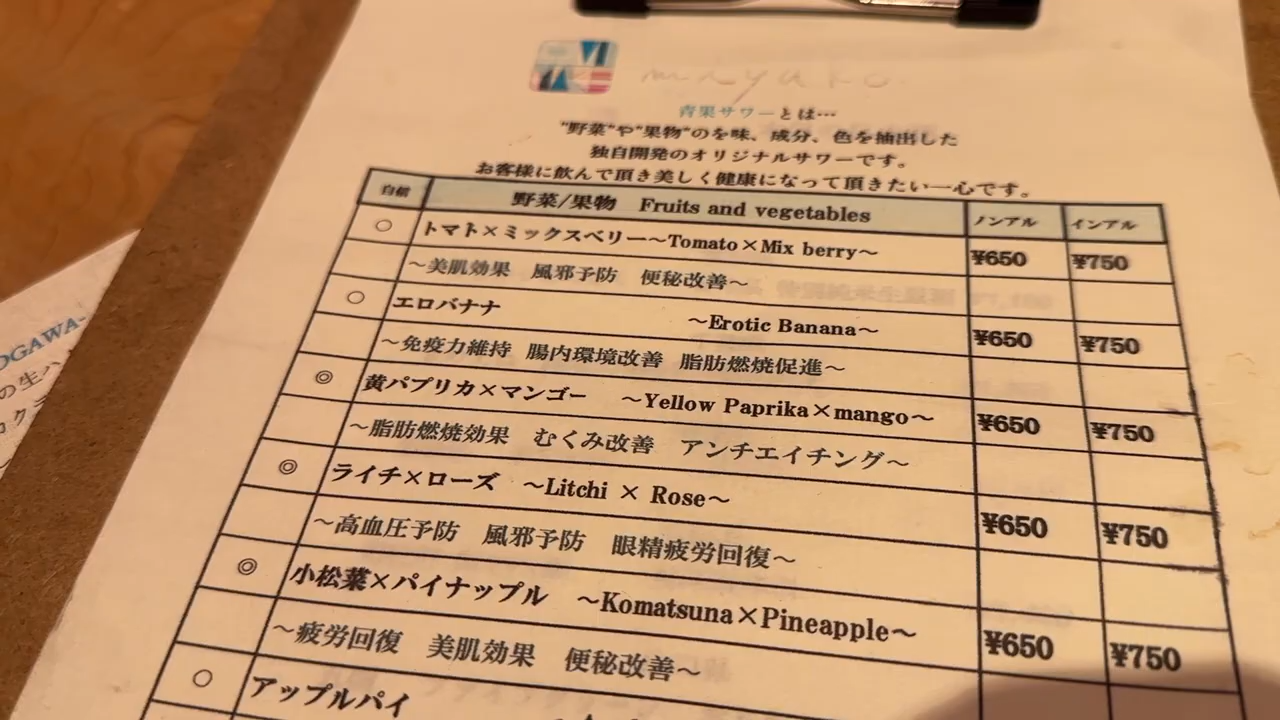 mayaro.
青果サワーとは…
"野菜"や"果物"のを味、成分、色を抽出した
独自開発のオリジナルサワーです。
お客様に飲んで頂き美しく健康になって頂きたい一心です。
野菜/果物 Fruits and vegetables ノンアル インアル
○ トマト×ミックスベリー～Tomato×Mix berry～ ¥650 ¥750
～美肌効果 風邪予防 便秘改善～
○ エロバナナ ～Erotic Banana～ ¥650 ¥750
～免疫力維持 腸内環境改善 脂肪燃焼促進～
◎ 黄パプリカ×マンゴー ～Yellow Paprika×mango～ ¥650 ¥750
～脂肪燃焼効果 むくみ改善 アンチエイチング～
◎ ライチ×ローズ ～Litchi × Rose～ ¥650 ¥750
～高血圧予防 風邪予防 眼精疲労回復～
◎ 小松菜×パイナップル ～Komatsuna×Pineapple～ ¥650 ¥750
～疲労回復 美肌効果 便秘改善～
○ アップルパイ
OGAWA-
の生ハ